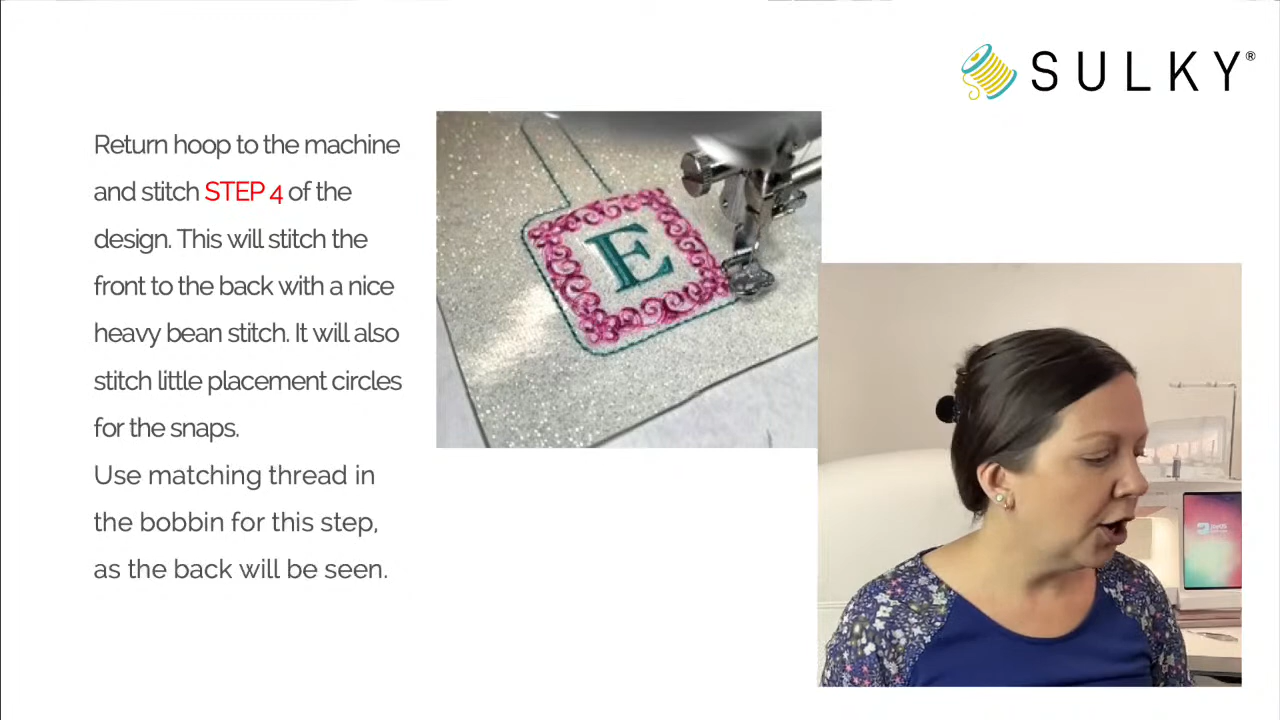 SULKY®
Return hoop to the machine
and stitch STEP 4 of the
design. This will stitch the
front to the back with a nice
heavy bean stitch. It will also
stitch little placement circles
for the snaps.
Use matching thread in
the bobbin for this step,
as the back will be seen.
E